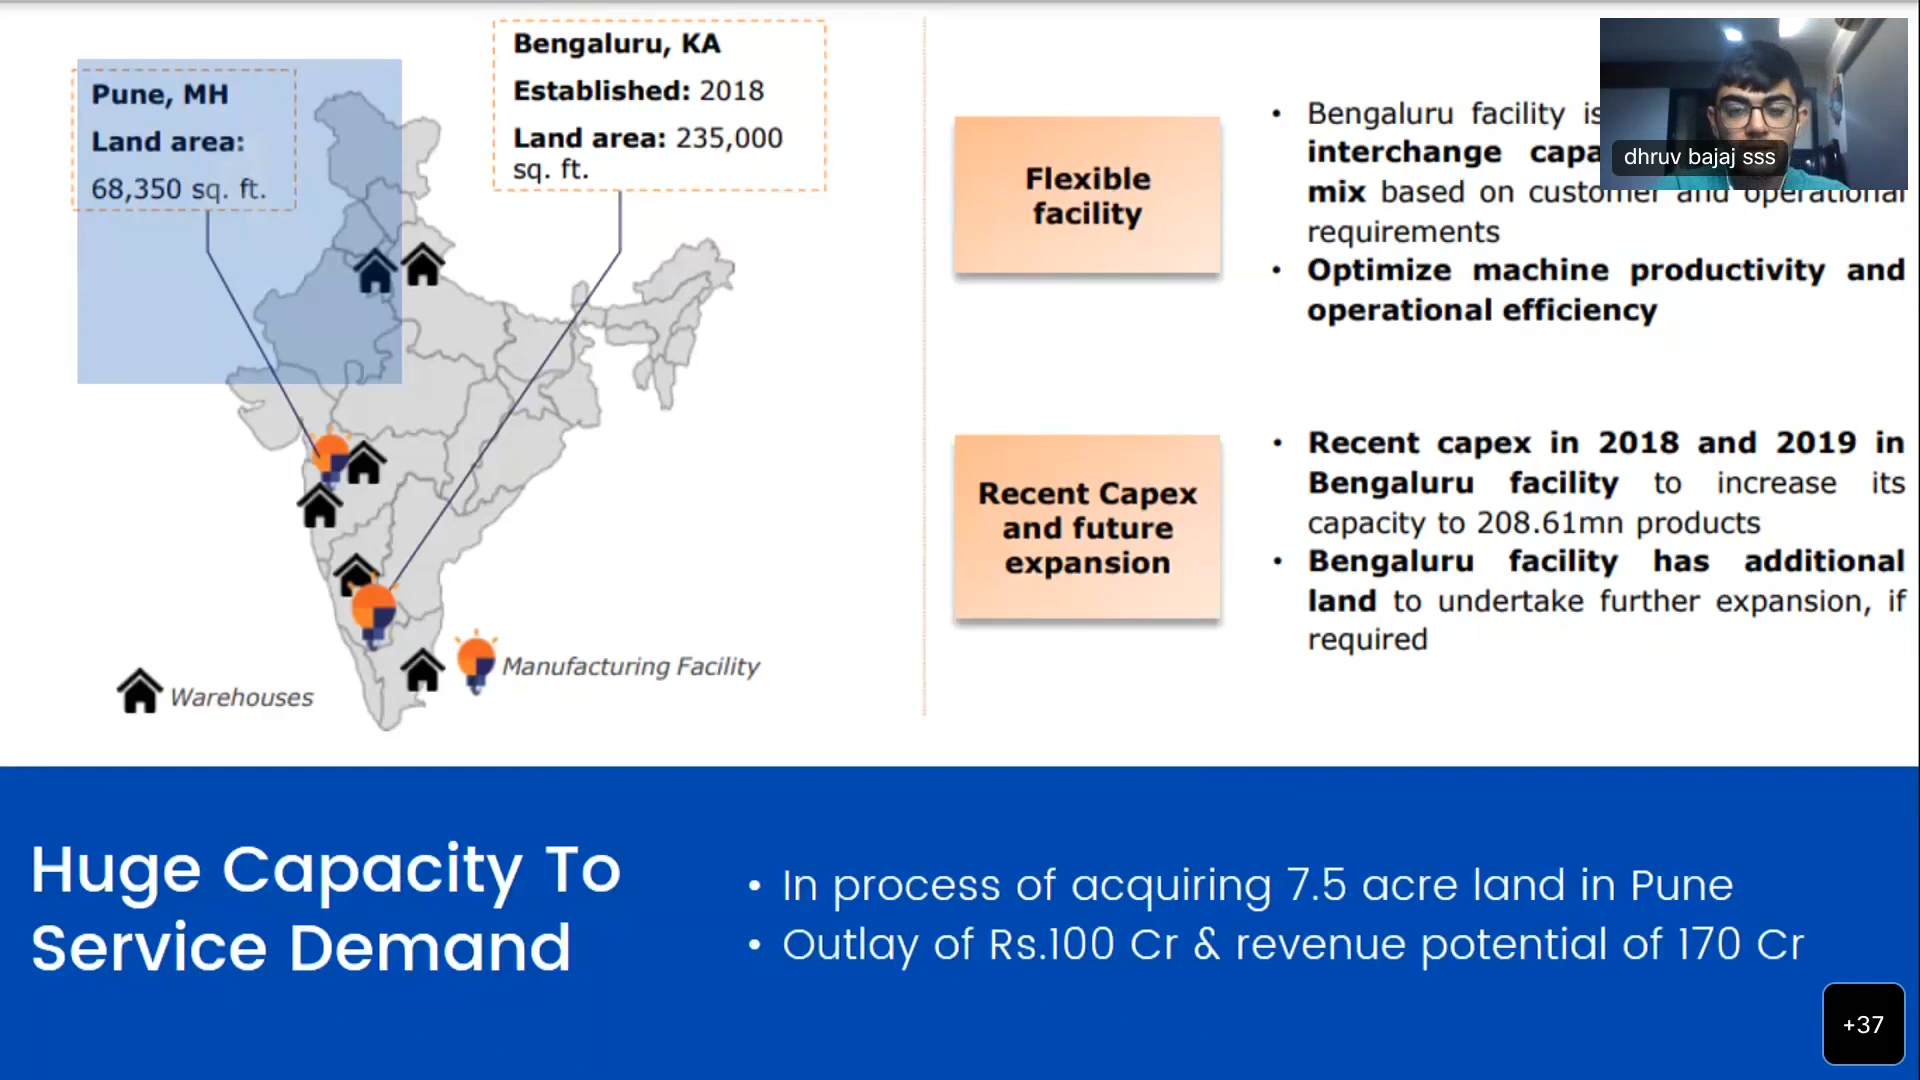 Pune, MH
Land area:
68,350 sq. ft.
Bengaluru, KA
Established: 2018
Land area: 235,000
sq. ft.
Warehouses
Manufacturing Facility
Flexible
facility
• Bengaluru facility is
interchange capa
mix based on customer and operational
requirements
• Optimize machine productivity and
operational efficiency
Recent Capex
and future
expansion
• Recent capex in 2018 and 2019 in
Bengaluru facility to increase its
capacity to 208.61mn products
• Bengaluru facility has additional
land to undertake further expansion, if
required
dhruv bajaj sss
Huge Capacity To
Service Demand
• In process of acquiring 7.5 acre land in Pune
• Outlay of Rs.100 Cr & revenue potential of 170 Cr
+37